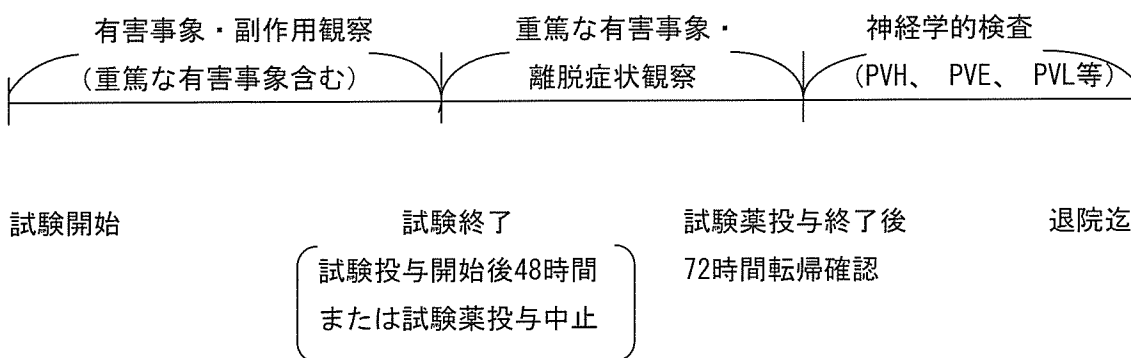 有害事象・副作用観察
(重篤な有害事象含む)
重篤な有害事象・
離脱症状観察
神経学的検査
(PVH、 PVE、 PVL等)
試験開始
試験終了
試験投与開始後48時間
または試験薬投与中止
試験薬投与終了後
72時間転帰確認
退院迄